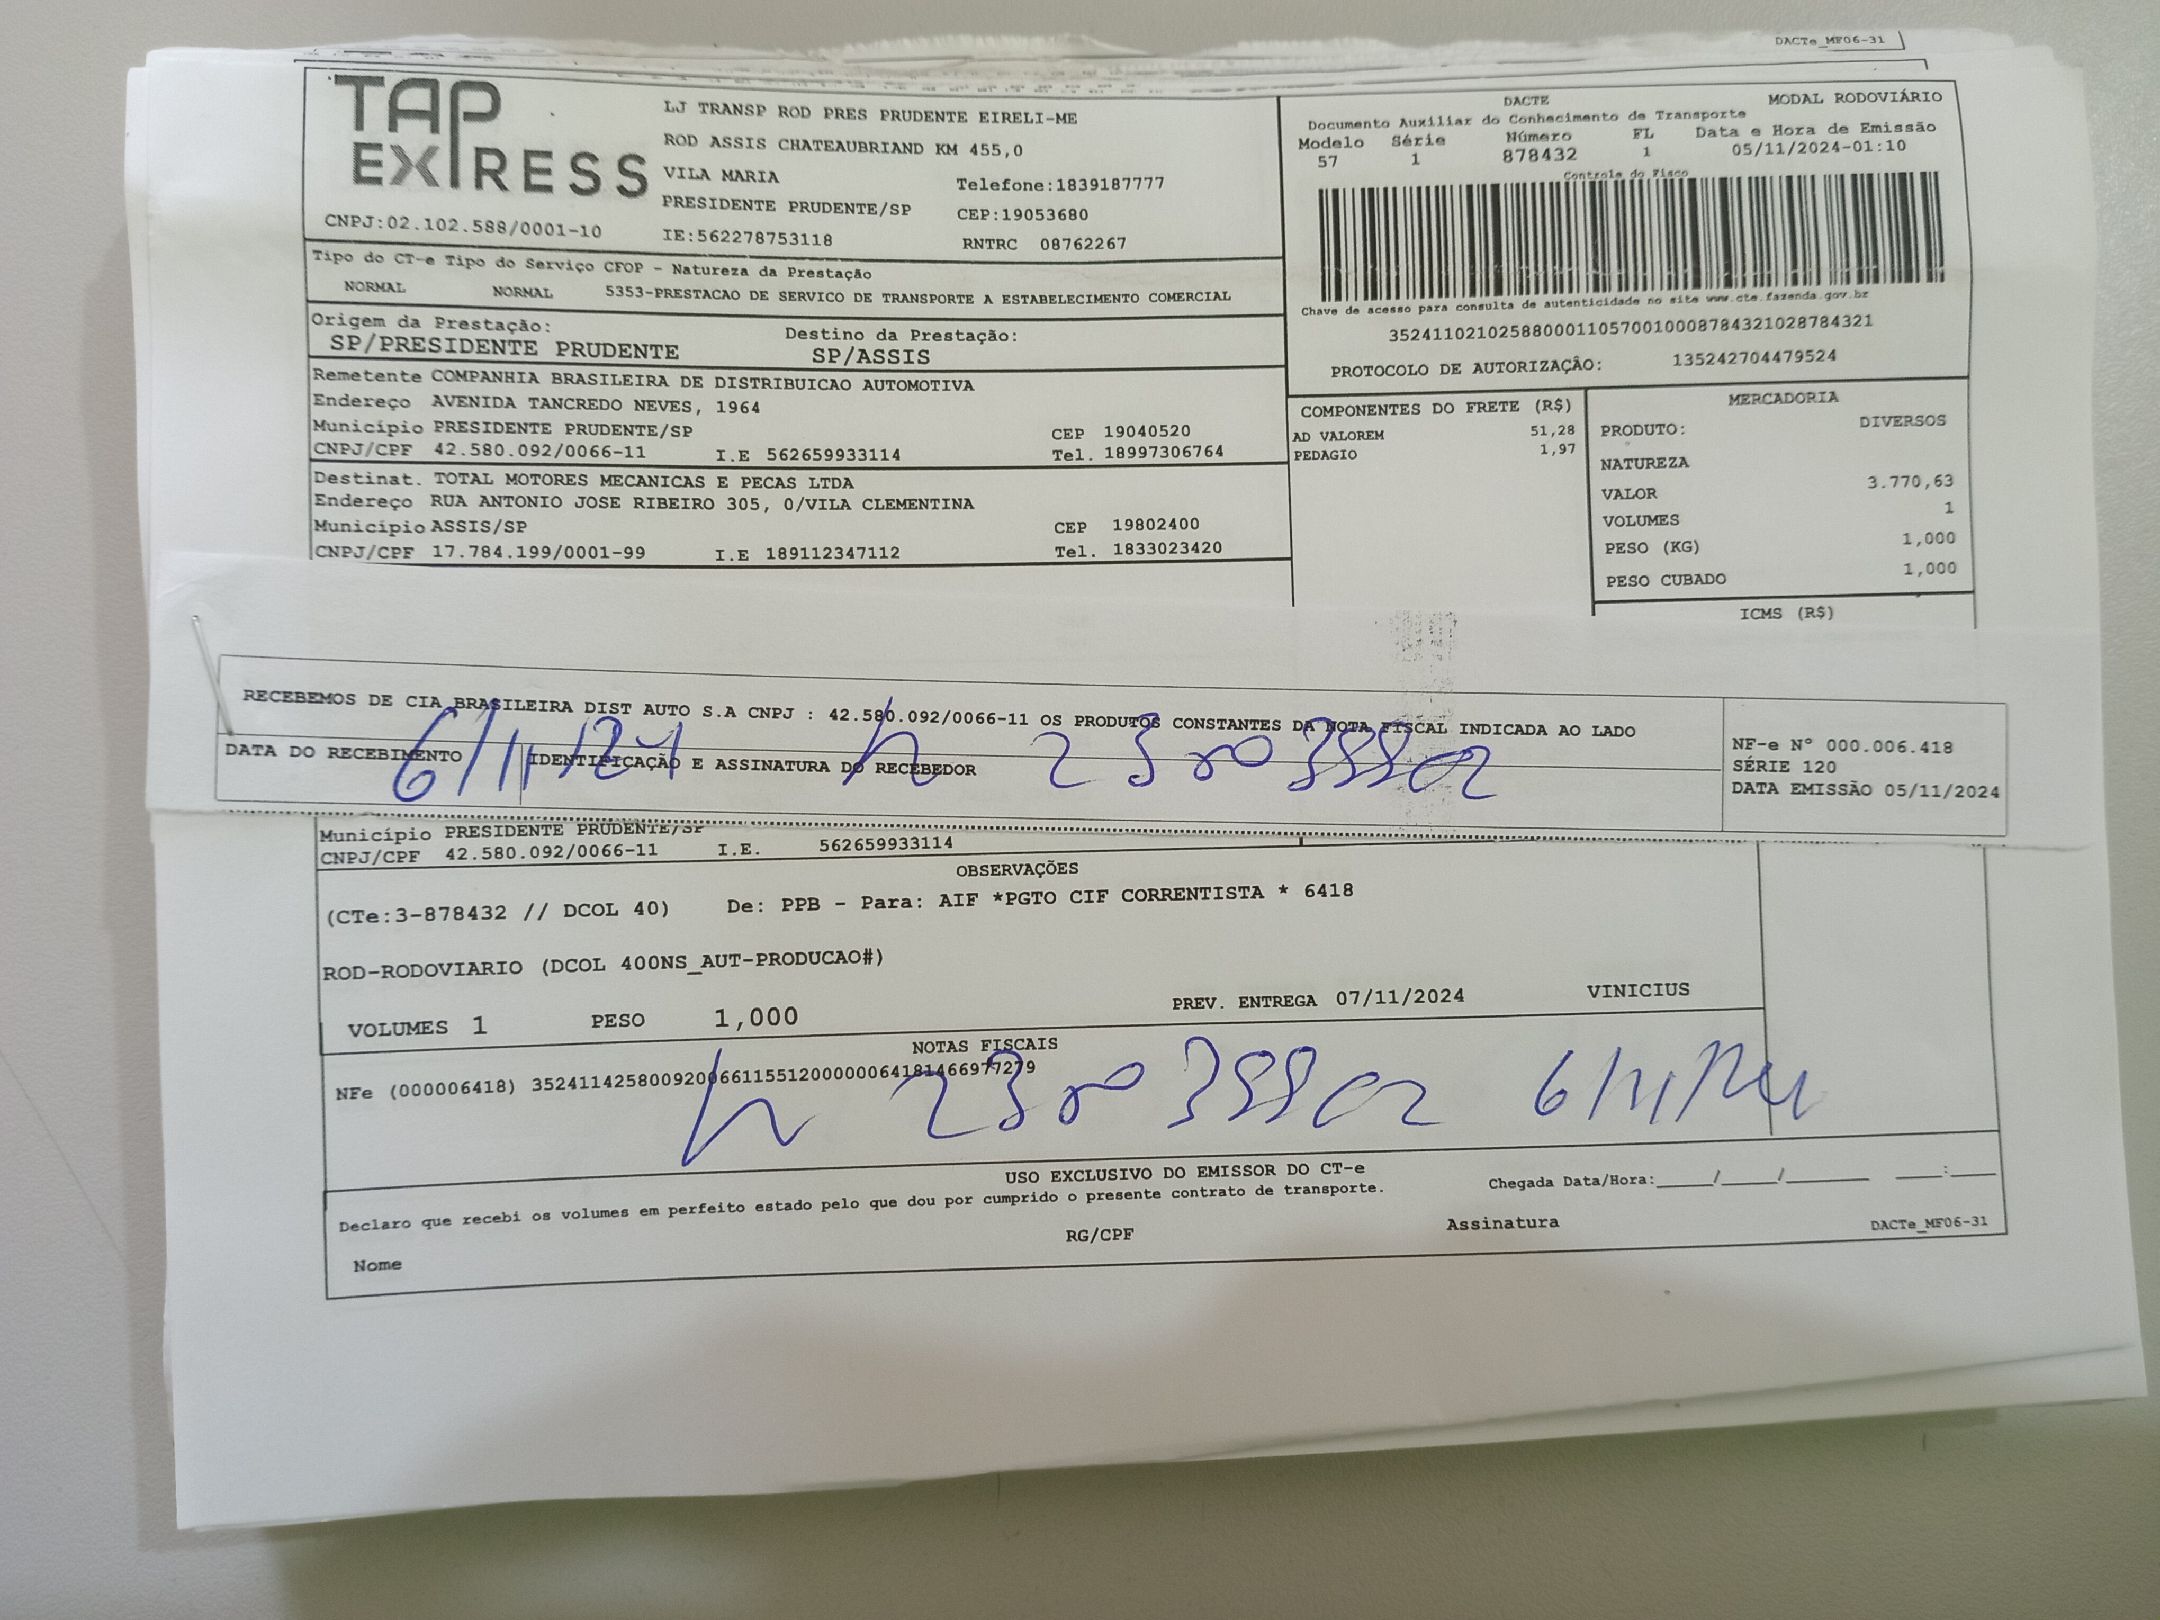 DACTe_MF06-31
TAP
EXPRESS
CNPJ:02.102.588/0001-10
LJ TRANSP ROD PRES PRUDENTE EIRELI-ME
ROD ASSIS CHATEAUBRIAND KM 455,0
VILA MARIA
Telefone:1839187777
PRESIDENTE PRUDENTE/SP
CEP:19053680
IE:562278753118
RNTRC 08762267
DACTE
MODAL RODOVIÁRIO
Documento Auxiliar do Conhecimento de Transporte
Modelo Série Número FL Data e Hora de Emissão
57 1 878432 1 05/11/2024-01:10
Controle do Fisco
Chave de acesso para consulta de autenticidade no site www.cte.fazenda.gov.br
35241102102588000110570010008784321028784321
PROTOCOLO DE AUTORIZAÇÃO: 135242704479524
Tipo do CT-e Tipo do Serviço CFOP - Natureza da Prestação
NORMAL NORMAL 5353-PRESTACAO DE SERVICO DE TRANSPORTE A ESTABELECIMENTO COMERCIAL
Origem da Prestação: Destino da Prestação:
SP/PRESIDENTE PRUDENTE SP/ASSIS
Remetente COMPANHIA BRASILEIRA DE DISTRIBUICAO AUTOMOTIVA
Endereço AVENIDA TANCREDO NEVES, 1964
Município PRESIDENTE PRUDENTE/SP CEP 19040520
CNPJ/CPF 42.580.092/0066-11 I.E 562659933114 Tel. 18997306764
Destinat. TOTAL MOTORES MECANICAS E PECAS LTDA
Endereço RUA ANTONIO JOSE RIBEIRO 305, 0/VILA CLEMENTINA
Município ASSIS/SP CEP 19802400
CNPJ/CPF 17.784.199/0001-99 I.E 189112347112 Tel. 1833023420
COMPONENTES DO FRETE (R$)
AD VALOREM 51,28
PEDAGIO 1,97
MERCADORIA
PRODUTO: DIVERSOS
NATUREZA
VALOR 3.770,63
VOLUMES 1
PESO (KG) 1,000
PESO CUBADO 1,000
ICMS (R$)
RECEBEMOS DE CIA BRASILEIRA DIST AUTO S.A CNPJ : 42.580.092/0066-11 OS PRODUTOS CONSTANTES DA NOTA FISCAL INDICADA AO LADO
DATA DO RECEBIMENTO IDENTIFICAÇÃO E ASSINATURA DO RECEBEDOR
6/11/24
NF-e N° 000.006.418
SÉRIE 120
DATA EMISSÃO 05/11/2024
Município PRESIDENTE PRUDENTE/SP
CNPJ/CPF 42.580.092/0066-11 I.E. 562659933114
OBSERVAÇÕES
(CTe:3-878432 // DCOL 40) De: PPB - Para: AIF *PGTO CIF CORRENTISTA * 6418
ROD-RODOVIARIO (DCOL 400NS_AUT-PRODUCAO#)
VOLUMES 1 PESO 1,000 PREV. ENTREGA 07/11/2024 VINICIUS
NOTAS FISCAIS
NFe (000006418) 35241142580092006611551200000064181466977279
6/11/24
USO EXCLUSIVO DO EMISSOR DO CT-e
Declaro que recebi os volumes em perfeito estado pelo que dou por cumprido o presente contrato de transporte.
Chegada Data/Hora:_____/_____/_______ ____:____
Nome RG/CPF Assinatura DACTe_MF06-31